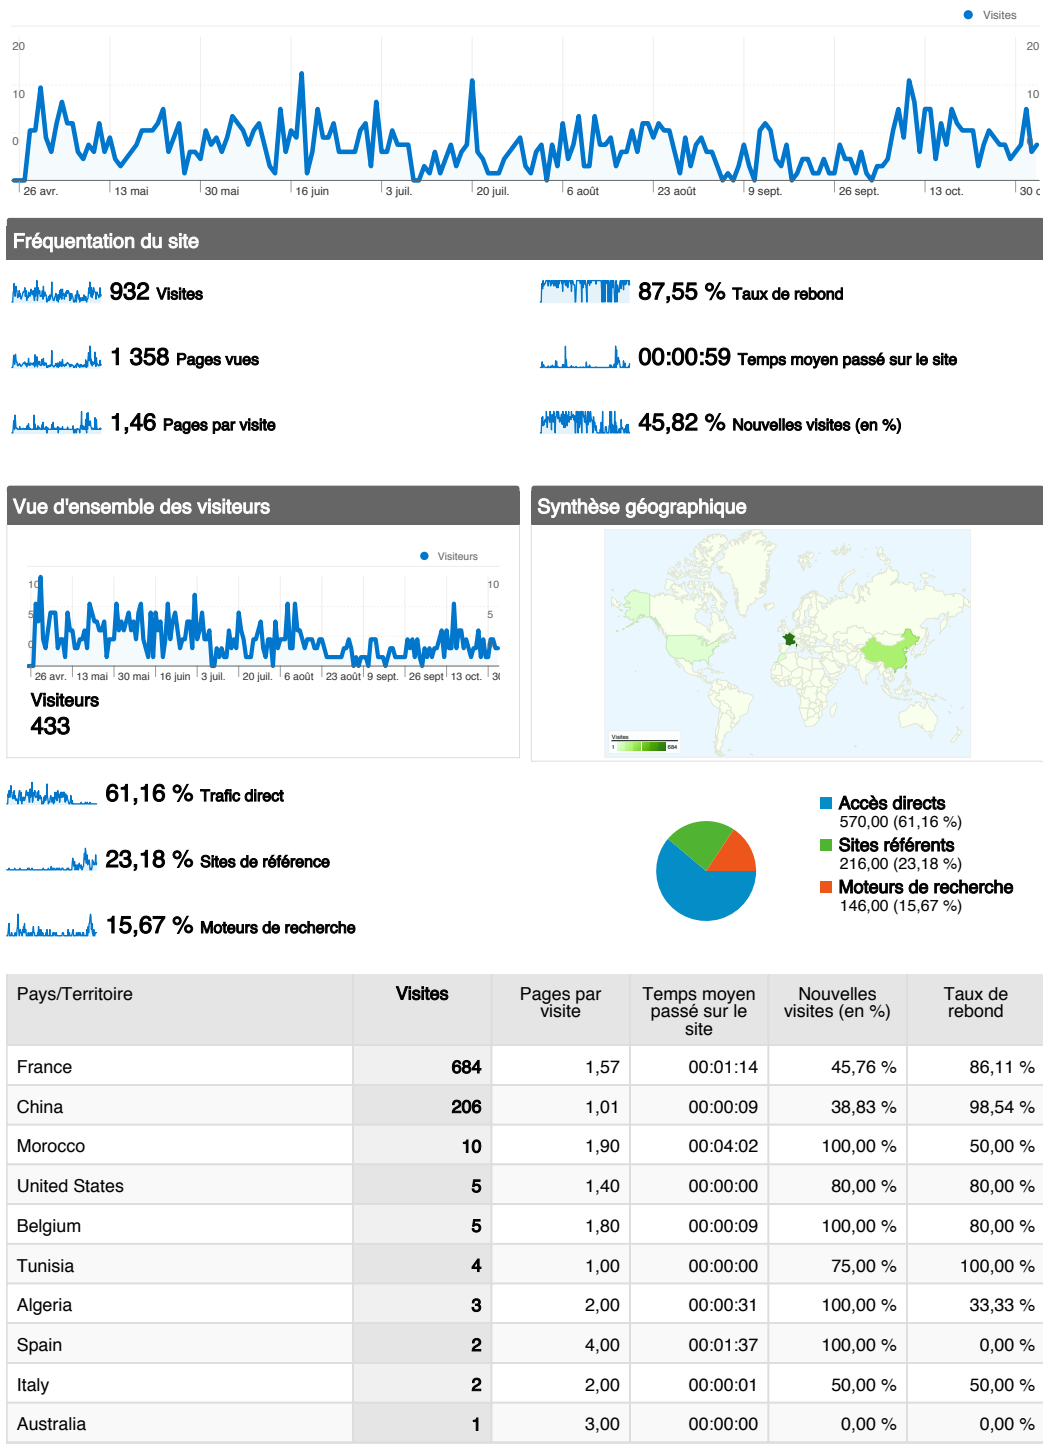 Visites
20 20
10 10
0
26 avr. 13 mai 30 mai 16 juin 3 juil. 20 juil. 6 août 23 août 9 sept. 26 sept. 13 oct. 30
Fréquentation du site
932 Visites
87,55 % Taux de rebond
1 358 Pages vues
00:00:59 Temps moyen passé sur le site
1,46 Pages par visite
45,82 % Nouvelles visites (en %)
Vue d'ensemble des visiteurs
Synthèse géographique
Visiteurs
10 10
5 5
0
26 avr. 13 mai 30 mai 16 juin 3 juil. 20 juil. 6 août 23 août 9 sept. 26 sept 13 oct.
Visiteurs
433
Visites
1 684
61,16 % Trafic direct
23,18 % Sites de référence
15,67 % Moteurs de recherche
Accès directs
570,00 (61,16 %)
Sites référents
216,00 (23,18 %)
Moteurs de recherche
146,00 (15,67 %)
Pays/Territoire Visites Pages par visite Temps moyen passé sur le site Nouvelles visites (en %) Taux de rebond
France 684 1,57 00:01:14 45,76 % 86,11 %
China 206 1,01 00:00:09 38,83 % 98,54 %
Morocco 10 1,90 00:04:02 100,00 % 50,00 %
United States 5 1,40 00:00:00 80,00 % 80,00 %
Belgium 5 1,80 00:00:09 100,00 % 80,00 %
Tunisia 4 1,00 00:00:00 75,00 % 100,00 %
Algeria 3 2,00 00:00:31 100,00 % 33,33 %
Spain 2 4,00 00:01:37 100,00 % 0,00 %
Italy 2 2,00 00:00:01 50,00 % 50,00 %
Australia 1 3,00 00:00:00 0,00 % 0,00 %